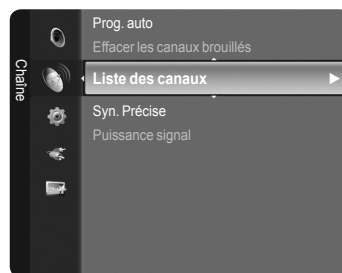 Chaîne
Prog. auto
Effacer les canaux brouillés
Liste des canaux
Syn. Précise
Puissance signal